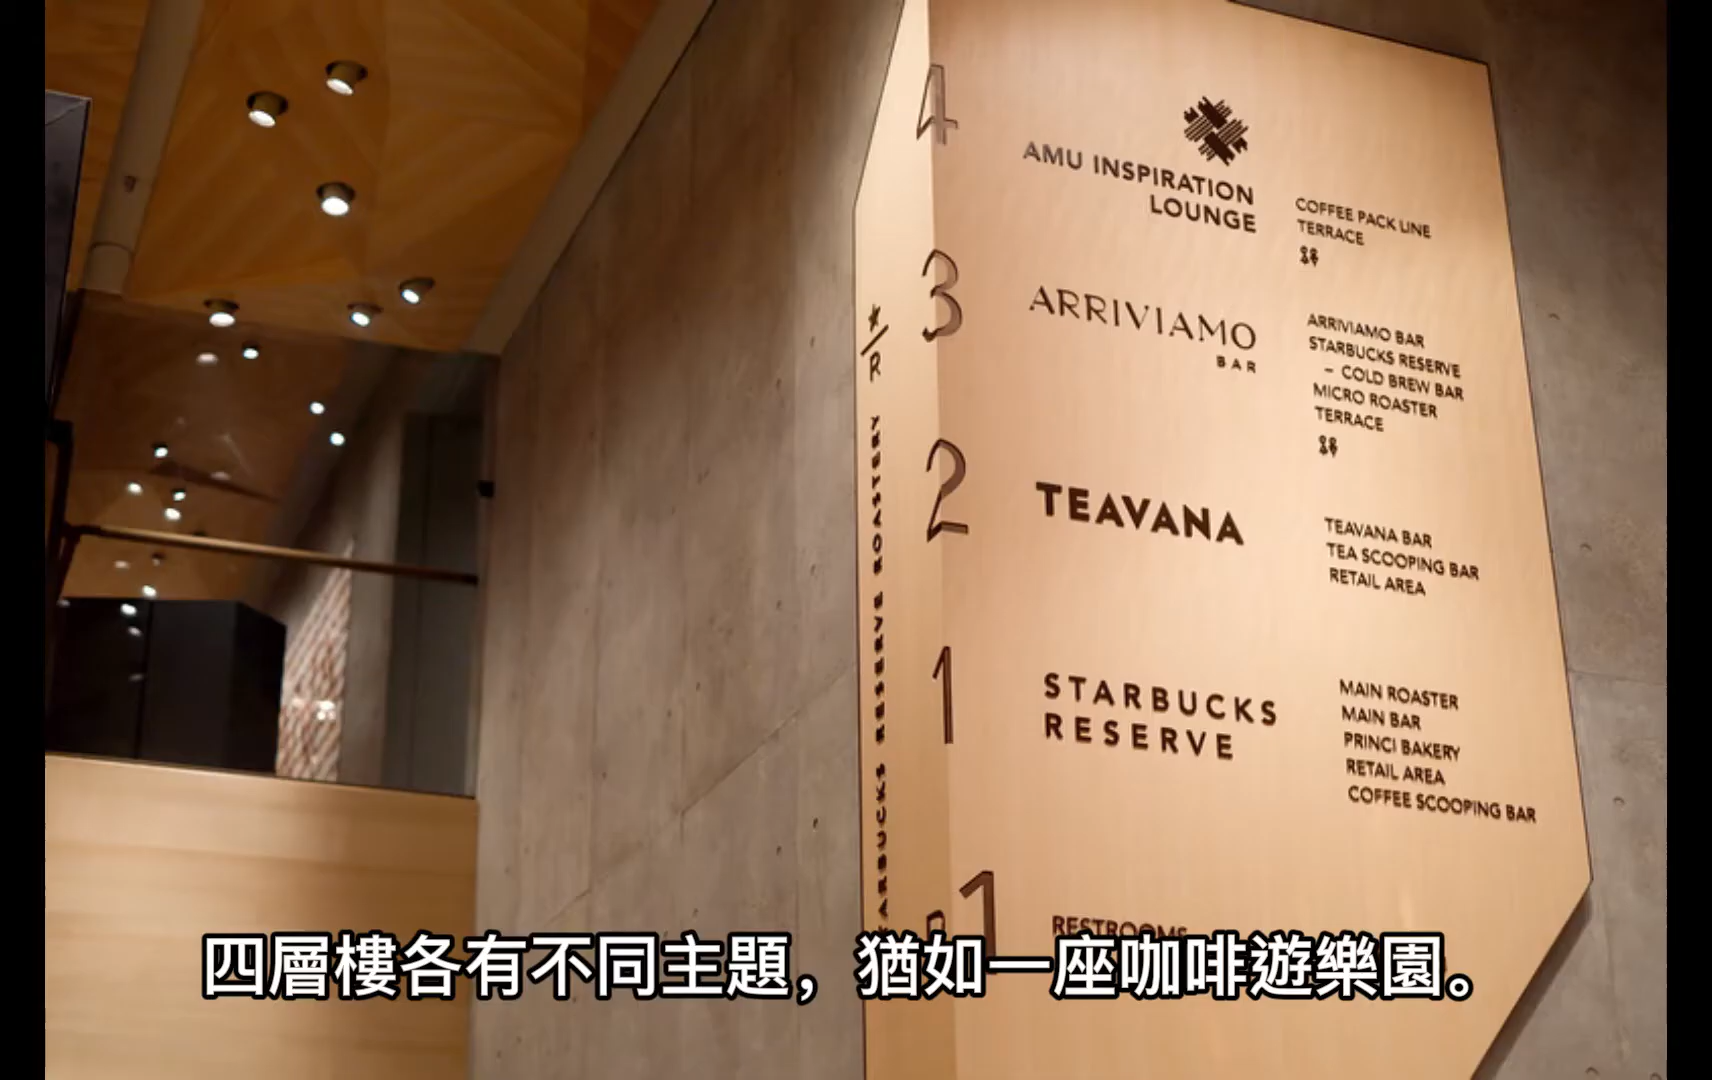 4
AMU INSPIRATION
LOUNGE
COFFEE PACK LINE
TERRACE
3
ARRIVIAMO
BAR
ARRIVIAMO BAR
STARBUCKS RESERVE
– COLD BREW BAR
MICRO ROASTER
TERRACE
2
TEAVANA
TEAVANA BAR
TEA SCOOPING BAR
RETAIL AREA
1
STARBUCKS
RESERVE
MAIN ROASTER
MAIN BAR
PRINCI BAKERY
RETAIL AREA
COFFEE SCOOPING BAR
1
RESTROOMS
R
STARBUCKS RESERVE ROASTERY
四層樓各有不同主題，猶如一座咖啡遊樂園。